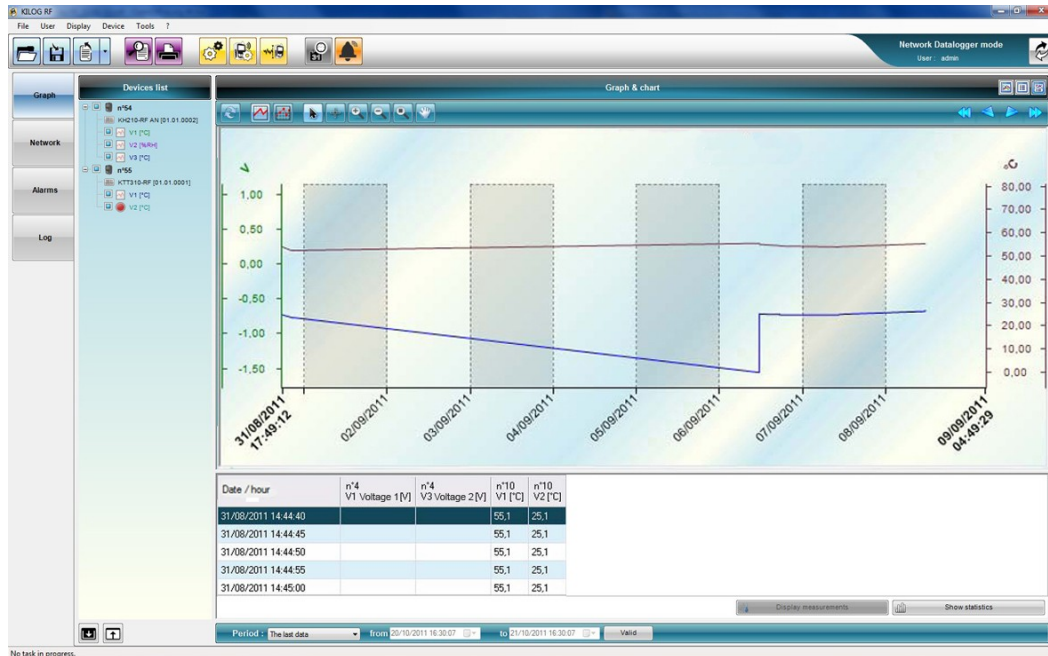 KILOG RF
File User Display Device Tools ?
Network Datalogger mode
User : admin
Graph
Network
Alarms
Log
Devices list
n°54
KH210-RF AN [01.01.0002]
V1 [°C]
V2 [%RH]
V3 [°C]
n°55
KTT310-RF [01.01.0001]
V1 [°C]
V2 [°C]
Graph & chart
V
°C
1,00
0,50
0,00
-0,50
-1,00
-1,50
80,00
70,00
60,00
50,00
40,00
30,00
20,00
10,00
0,00
31/08/2011
17:49:12
02/09/2011
03/09/2011
04/09/2011
05/09/2011
06/09/2011
07/09/2011
08/09/2011
09/09/2011
04:49:29
Date / hour n°4 n°4 n°10 n°10
V1 Voltage 1 [V] V3 Voltage 2 [V] V1 [°C] V2 [°C]
31/08/2011 14:44:40 55,1 25,1
31/08/2011 14:44:45 55,1 25,1
31/08/2011 14:44:50 55,1 25,1
31/08/2011 14:44:55 55,1 25,1
31/08/2011 14:45:00 55,1 25,1
Display measurements Show statistics
Period : The last data from 20/10/2011 16:30:07 to 21/10/2011 16:30:07 Valid
No task in progress.